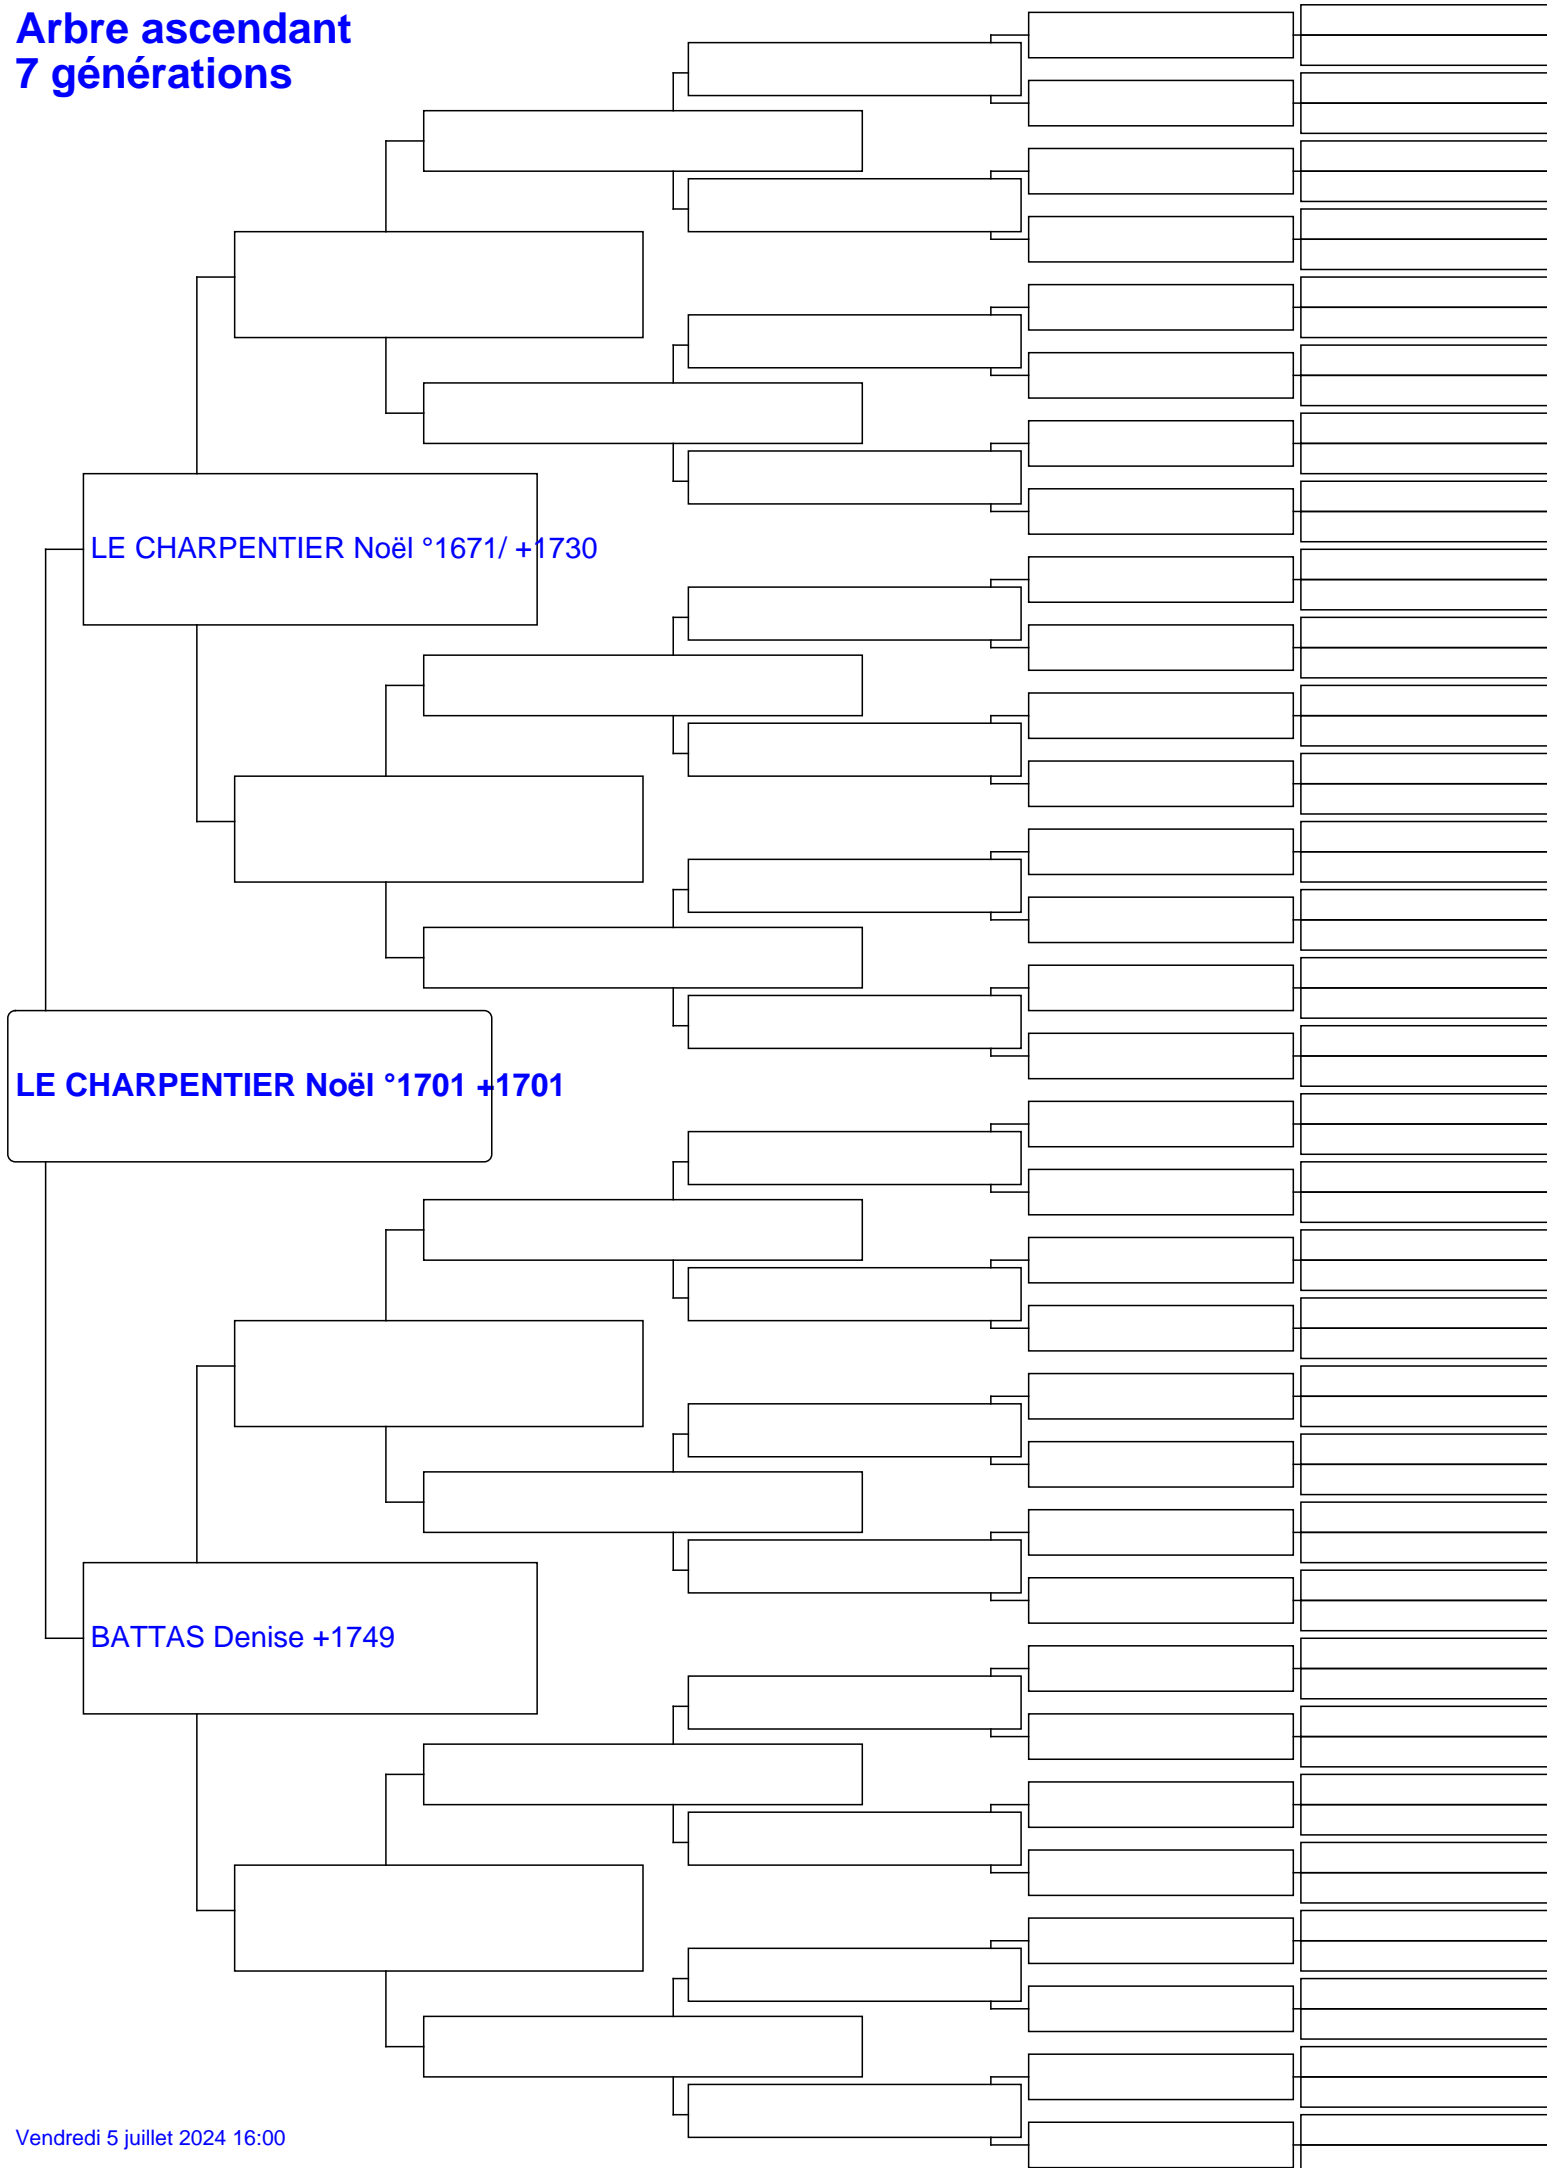 Arbre ascendant
7 générations
LE CHARPENTIER Noël °1671/ +1730
LE CHARPENTIER Noël °1701 +1701
BATTAS Denise +1749
Vendredi 5 juillet 2024 16:00